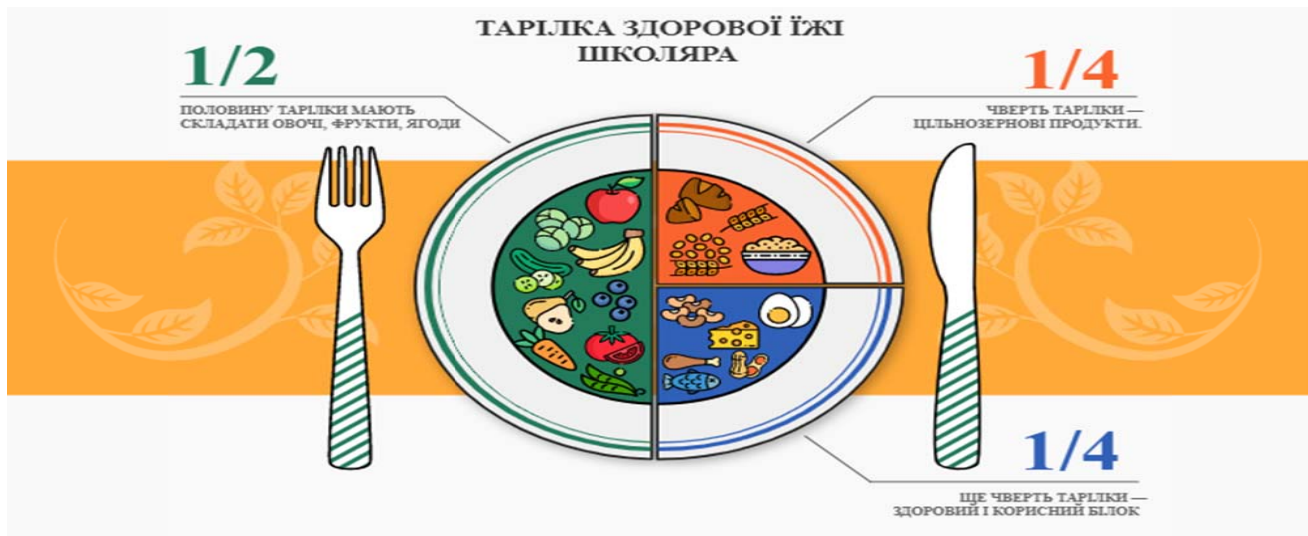 ТАРІЛКА ЗДОРОВОЇ ЇЖІ
ШКОЛЯРА
1/2
ПОЛОВИНУ ТАРІЛКИ МАЮТЬ
СКЛАДАТИ ОВОЧІ, ФРУКТИ, ЯГОДИ
1/4
ЧВЕРТЬ ТАРІЛКИ —
ЦІЛЬНОЗЕРНОВІ ПРОДУКТИ.
1/4
ЩЕ ЧВЕРТЬ ТАРІЛКИ —
ЗДОРОВИЙ І КОРИСНИЙ БІЛОК